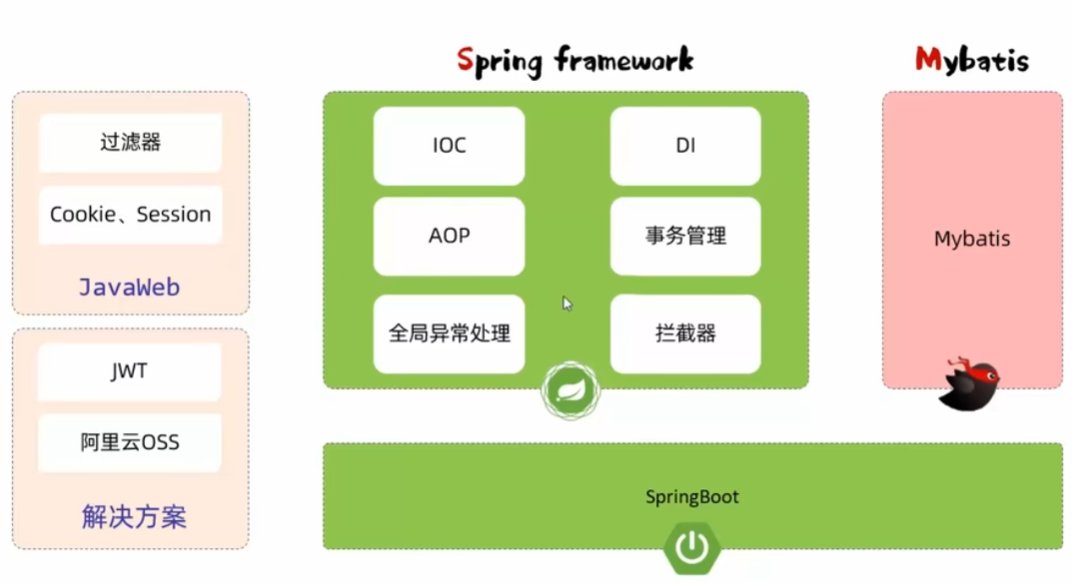 Spring framework
Mybatis
过滤器
Cookie、Session
JavaWeb
JWT
阿里云OSS
解决方案
IOC
DI
AOP
事务管理
全局异常处理
拦截器
Mybatis
SpringBoot